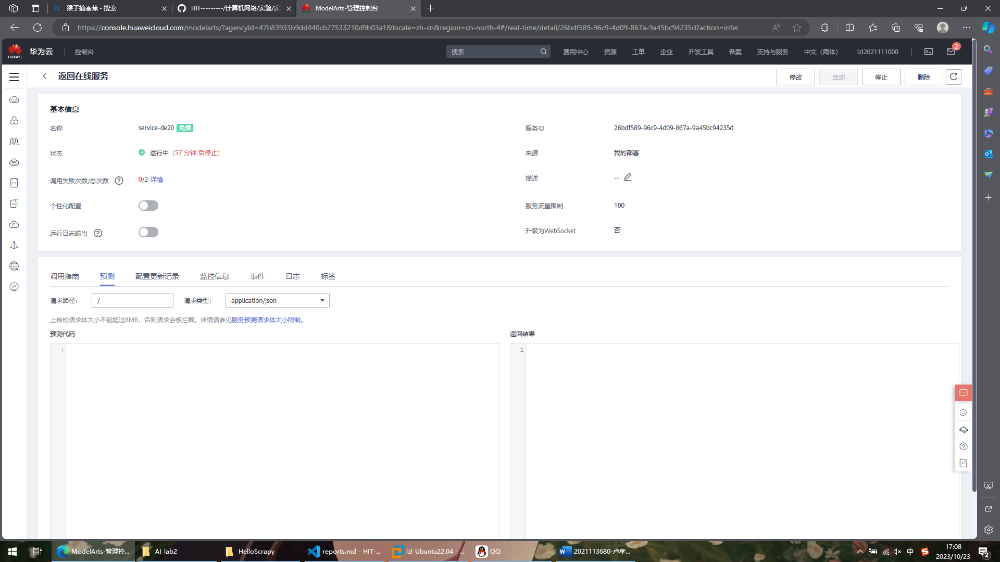 猴子摘香蕉 - 搜索
HIT---------/计算机网络/实验/实
ModelArts-管理控制台
https://console.huaweicloud.com/modelarts/?agencyId=47b83933b9dd440cb27533210d9b03a1&locale=zh-cn&region=cn-north-4#/real-time/detail/26bdf589-96c9-4d09-867a-9a45bc94235d?action=infer
HUAWEI
华为云
控制台
搜索
费用中心
资源
工单
企业
开发工具
备案
支持与服务
中文（简体）
lzl2021111000
2
返回在线服务
修改
启动
停止
删除
基本信息
名称
service-de20 免费
服务ID
26bdf589-96c9-4d09-867a-9a45bc94235d
状态
运行中 (57 分钟 后停止)
来源
我的部署
调用失败次数/总次数
0/2 详情
描述
--
个性化配置
服务流量限制
100
运行日志输出
升级为WebSocket
否
调用指南
预测
配置更新记录
监控信息
事件
日志
标签
请求路径：
/
请求类型：
application/json
上传的请求体大小不能超过8MB，否则请求会被拦截。详情请参见服务预测请求体大小限制。
预测代码
返回结果
1
1
IP
ModelArts-管理控...
AI_lab2
HelloScrapy
reports.md - HIT-...
lzl_Ubuntu22.04 - ...
QQ
2021113680-卢孝...
中
17:08
2023/10/23
2